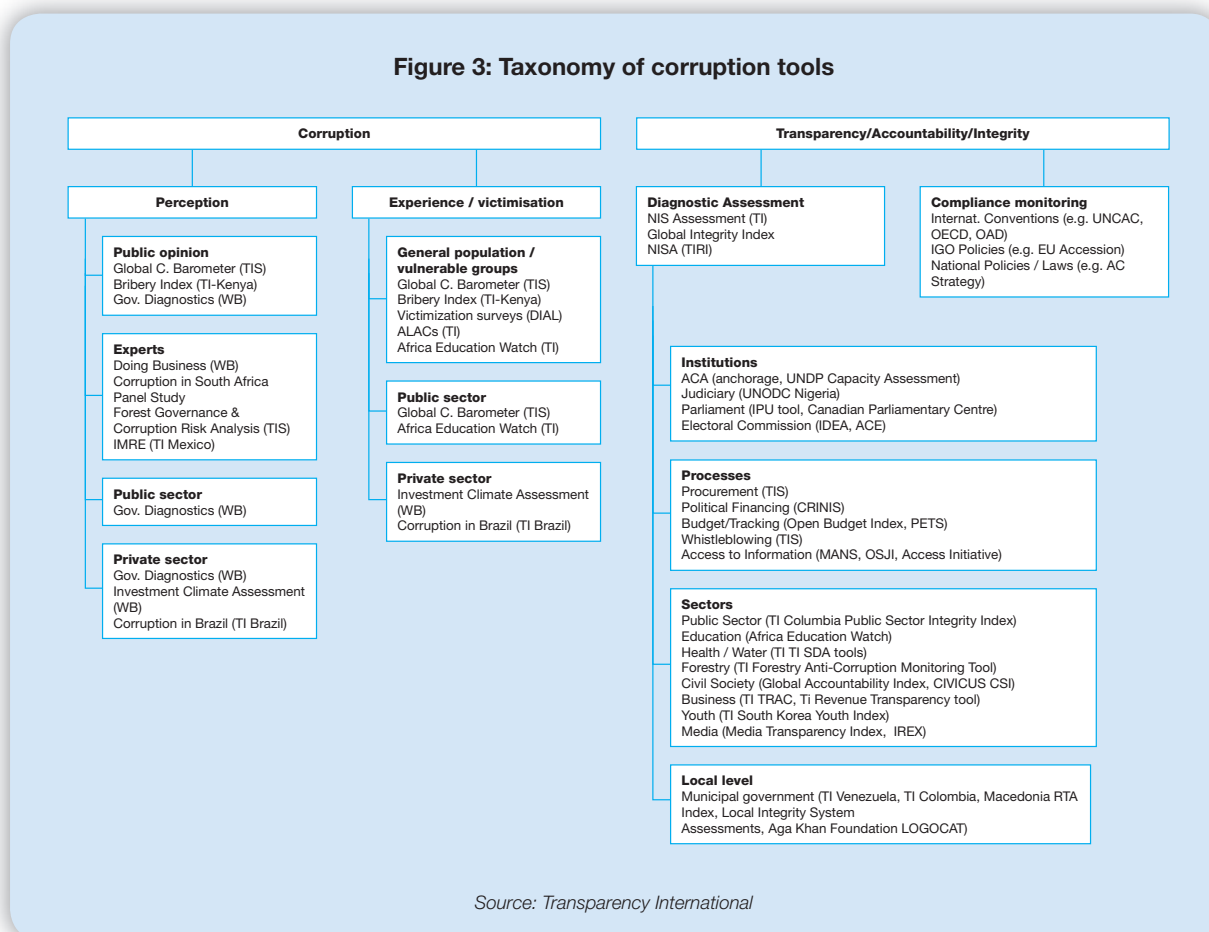 Figure 3: Taxonomy of corruption tools
Corruption
Perception
Public opinion
Global C. Barometer (TIS)
Bribery Index (TI-Kenya)
Gov. Diagnostics (WB)
Experts
Doing Business (WB)
Corruption in South Africa
Panel Study
Forest Governance &
Corruption Risk Analysis (TIS)
IMRE (TI Mexico)
Public sector
Gov. Diagnostics (WB)
Private sector
Gov. Diagnostics (WB)
Investment Climate Assessment
(WB)
Corruption in Brazil (TI Brazil)
Experience / victimisation
General population /
vulnerable groups
Global C. Barometer (TIS)
Bribery Index (TI-Kenya)
Victimization surveys (DIAL)
ALACs (TI)
Africa Education Watch (TI)
Public sector
Global C. Barometer (TIS)
Africa Education Watch (TI)
Private sector
Investment Climate Assessment
(WB)
Corruption in Brazil (TI Brazil)
Transparency/Accountability/Integrity
Diagnostic Assessment
NIS Assessment (TI)
Global Integrity Index
NISA (TIRI)
Compliance monitoring
Internat. Conventions (e.g. UNCAC,
OECD, OAD)
IGO Policies (e.g. EU Accession)
National Policies / Laws (e.g. AC
Strategy)
Institutions
ACA (anchorage, UNDP Capacity Assessment)
Judiciary (UNODC Nigeria)
Parliament (IPU tool, Canadian Parliamentary Centre)
Electoral Commission (IDEA, ACE)
Processes
Procurement (TIS)
Political Financing (CRINIS)
Budget/Tracking (Open Budget Index, PETS)
Whistleblowing (TIS)
Access to Information (MANS, OSJI, Access Initiative)
Sectors
Public Sector (TI Columbia Public Sector Integrity Index)
Education (Africa Education Watch)
Health / Water (TI TI SDA tools)
Forestry (TI Forestry Anti-Corruption Monitoring Tool)
Civil Society (Global Accountability Index, CIVICUS CSI)
Business (TI TRAC, Ti Revenue Transparency tool)
Youth (TI South Korea Youth Index)
Media (Media Transparency Index, IREX)
Local level
Municipal government (TI Venezuela, TI Colombia, Macedonia RTA
Index, Local Integrity System
Assessments, Aga Khan Foundation LOGOCAT)
Source: Transparency International